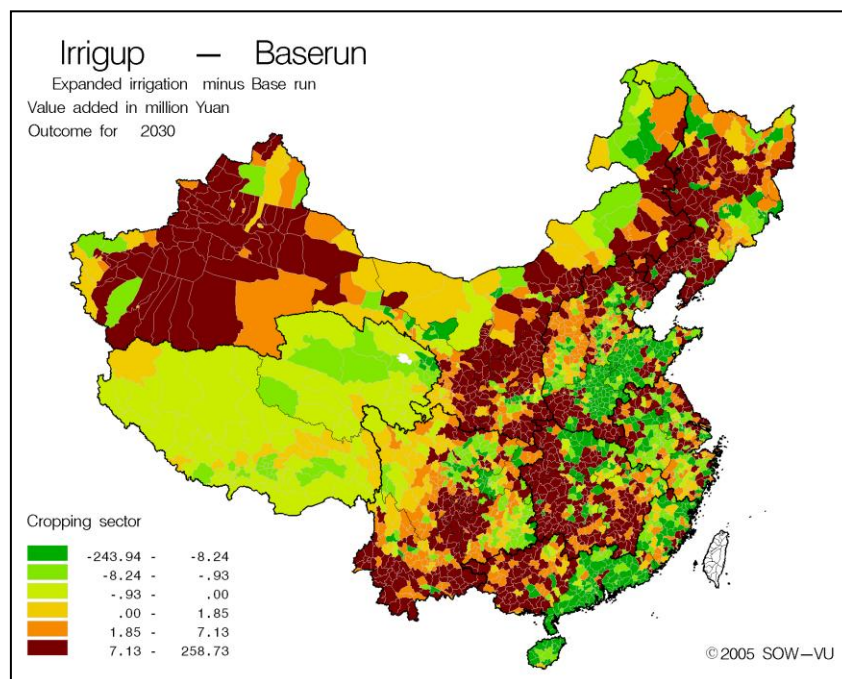 Irrigup — Baserun
Expanded irrigation minus Base run
Value added in million Yuan
Outcome for 2030
Cropping sector
-243.94 - -8.24
-8.24 - -.93
-.93 - .00
.00 - 1.85
1.85 - 7.13
7.13 - 258.73
©2005 SOW—VU